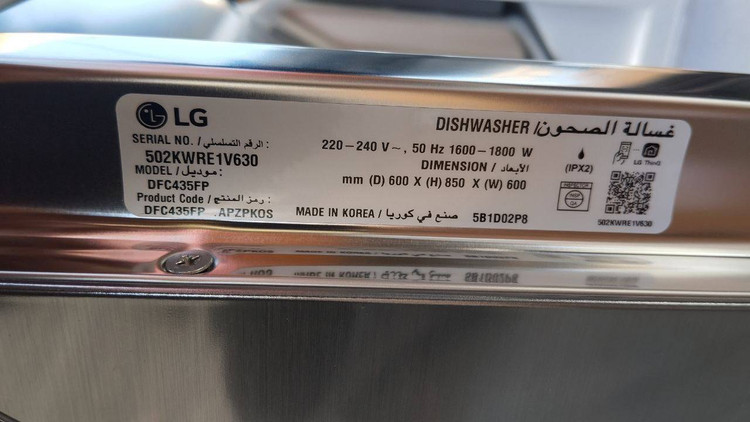 LG
SERIAL NO. / الرقم التسلسلي :
502KWRE1V630
MODEL / موديل :
DFC435FP
Product Code / رمز المنتج :
DFC435FP .APZPKOS
DISHWASHER / غسالة الصحون
220-240 V~, 50 Hz 1600-1800 W
DIMENSION / الأبعاد
mm (D) 600 X (H) 850 X (W) 600
MADE IN KOREA / صنع في كوريا 5B1D02P8
(IPX2)
LG ThinQ
502KWRE1V630